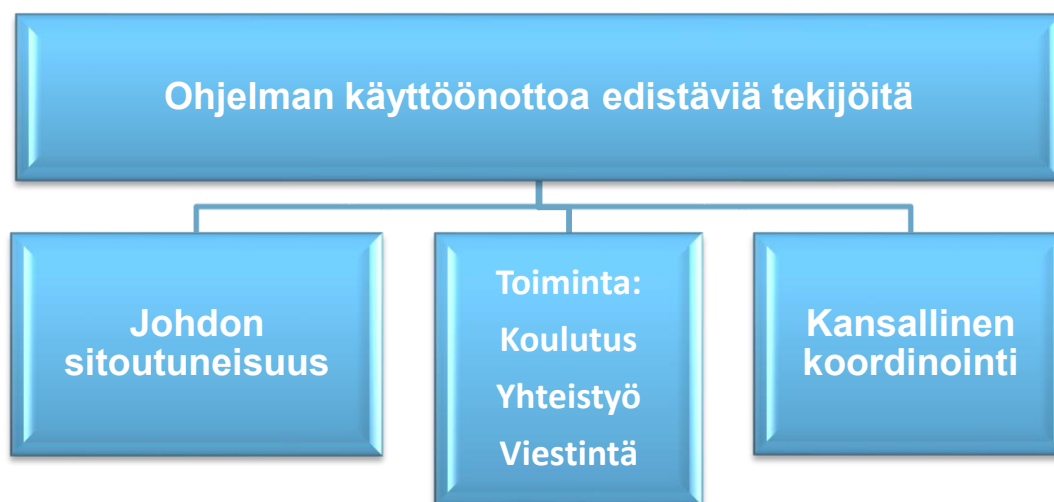 Ohjelman käyttöönottoa edistäviä tekijöitä
Johdon
sitoutuneisuus
Toiminta:
Koulutus
Yhteistyö
Viestintä
Kansallinen
koordinointi